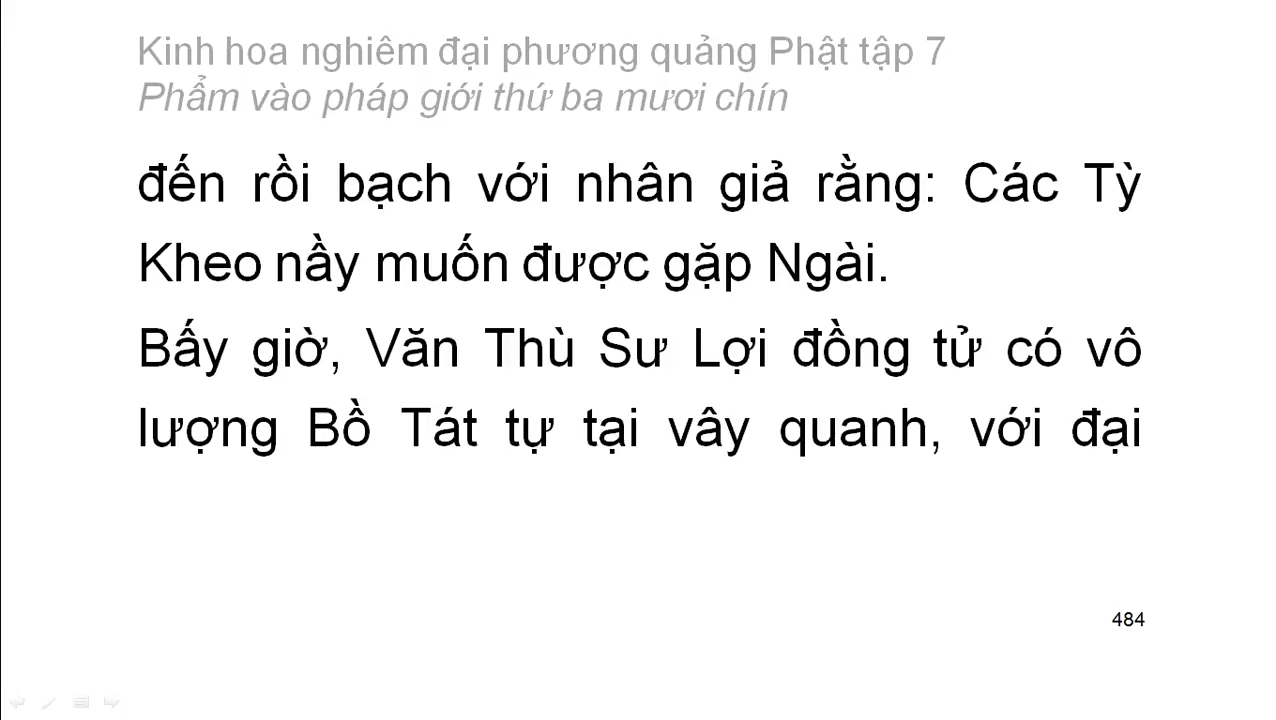 Kinh hoa nghiêm đại phương quảng Phật tập 7
Phẩm vào pháp giới thứ ba mươi chín
đến rồi bạch với nhân giả rằng: Các Tỳ
Kheo nầy muốn được gặp Ngài.
Bấy giờ, Văn Thù Sư Lợi đồng tử có vô
lượng Bồ Tát tự tại vây quanh, với đại
484